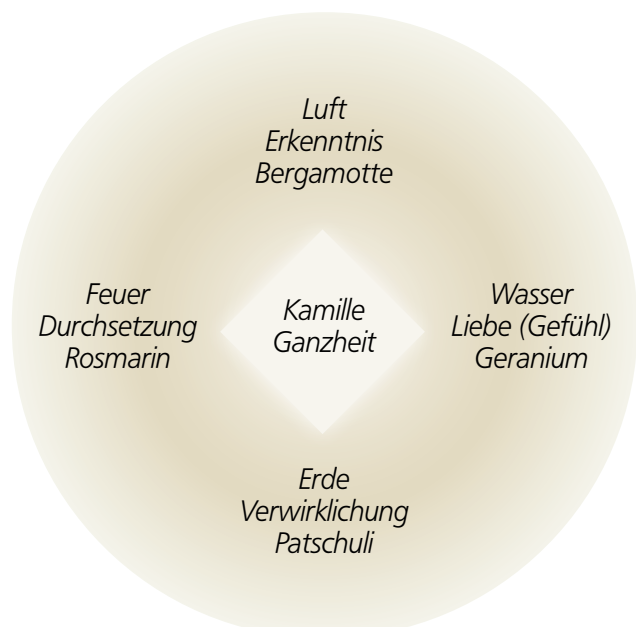 Luft
Erkenntnis
Bergamotte
Feuer
Durchsetzung
Rosmarin
Kamille
Ganzheit
Wasser
Liebe (Gefühl)
Geranium
Erde
Verwirklichung
Patschuli